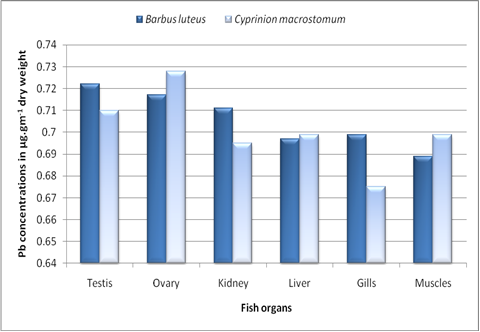 Barbus luteus Cyprinion macrostomum
Pb concentrations in µg.gm⁻¹ dry weight
0.74
0.73
0.72
0.71
0.7
0.69
0.68
0.67
0.66
0.65
0.64
Testis Ovary Kidney Liver Gills Muscles
Fish organs